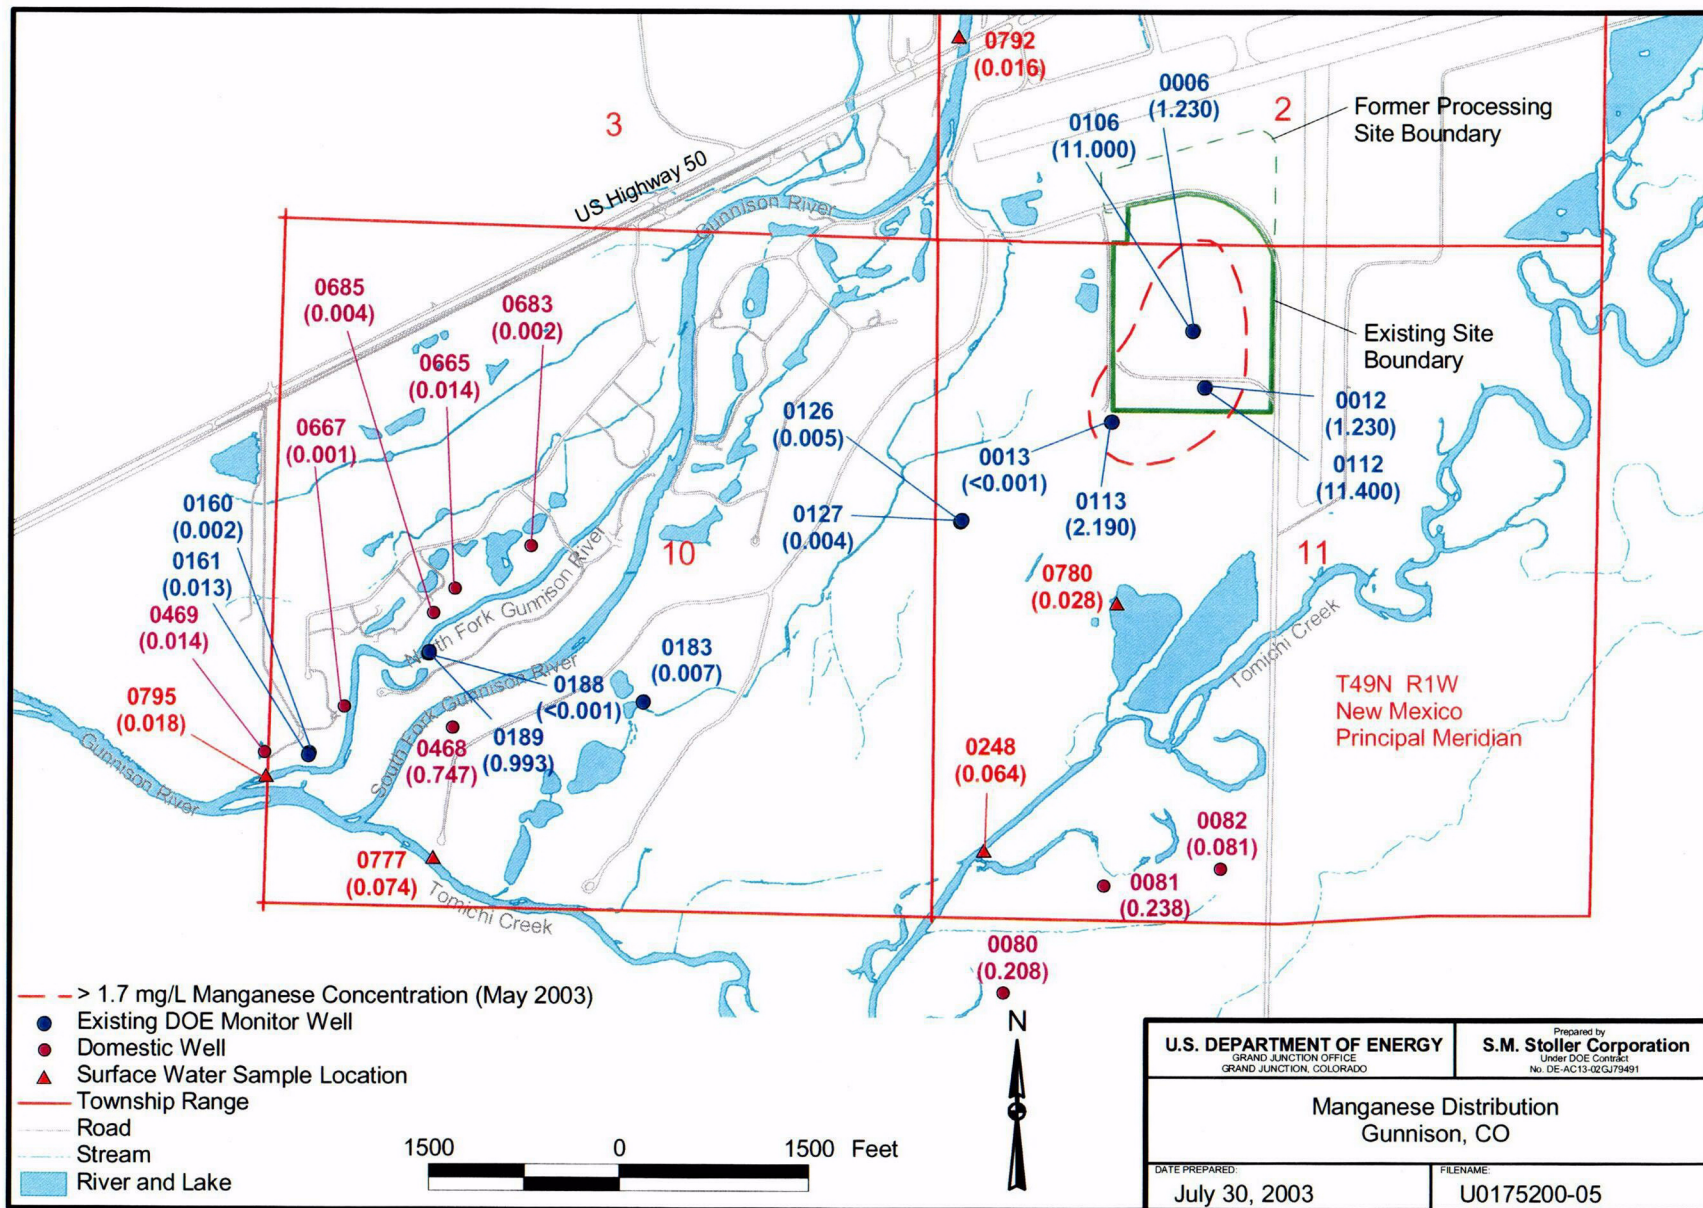 0792
(0.016)
3
2
0006
(1.230)
0106
(11.000)
Former Processing
Site Boundary
US Highway 50
Gunnison River
Existing Site
Boundary
0685
(0.004)
0683
(0.002)
0665
(0.014)
0667
(0.001)
0160
(0.002)
0161
(0.013)
0469
(0.014)
0795
(0.018)
0126
(0.005)
0127
(0.004)
0013
(<0.001)
0113
(2.190)
0012
(1.230)
0112
(11.400)
10
11
0780
(0.028)
North Fork Gunnison River
South Fork Gunnison River
0183
(0.007)
0188
(<0.001)
0189
(0.993)
0468
(0.747)
Tomichi Creek
T49N R1W
New Mexico
Principal Meridian
Gunnison River
0248
(0.064)
0777
(0.074)
Tomichi Creek
0082
(0.081)
0081
(0.238)
0080
(0.208)
> 1.7 mg/L Manganese Concentration (May 2003)
Existing DOE Monitor Well
Domestic Well
Surface Water Sample Location
Township Range
Road
Stream
River and Lake
1500 0 1500 Feet
N
U.S. DEPARTMENT OF ENERGY
GRAND JUNCTION OFFICE
GRAND JUNCTION, COLORADO
Prepared by
S.M. Stoller Corporation
Under DOE Contract
No. DE-AC13-02GJ79491
Manganese Distribution
Gunnison, CO
DATE PREPARED:
July 30, 2003
FILENAME:
U0175200-05